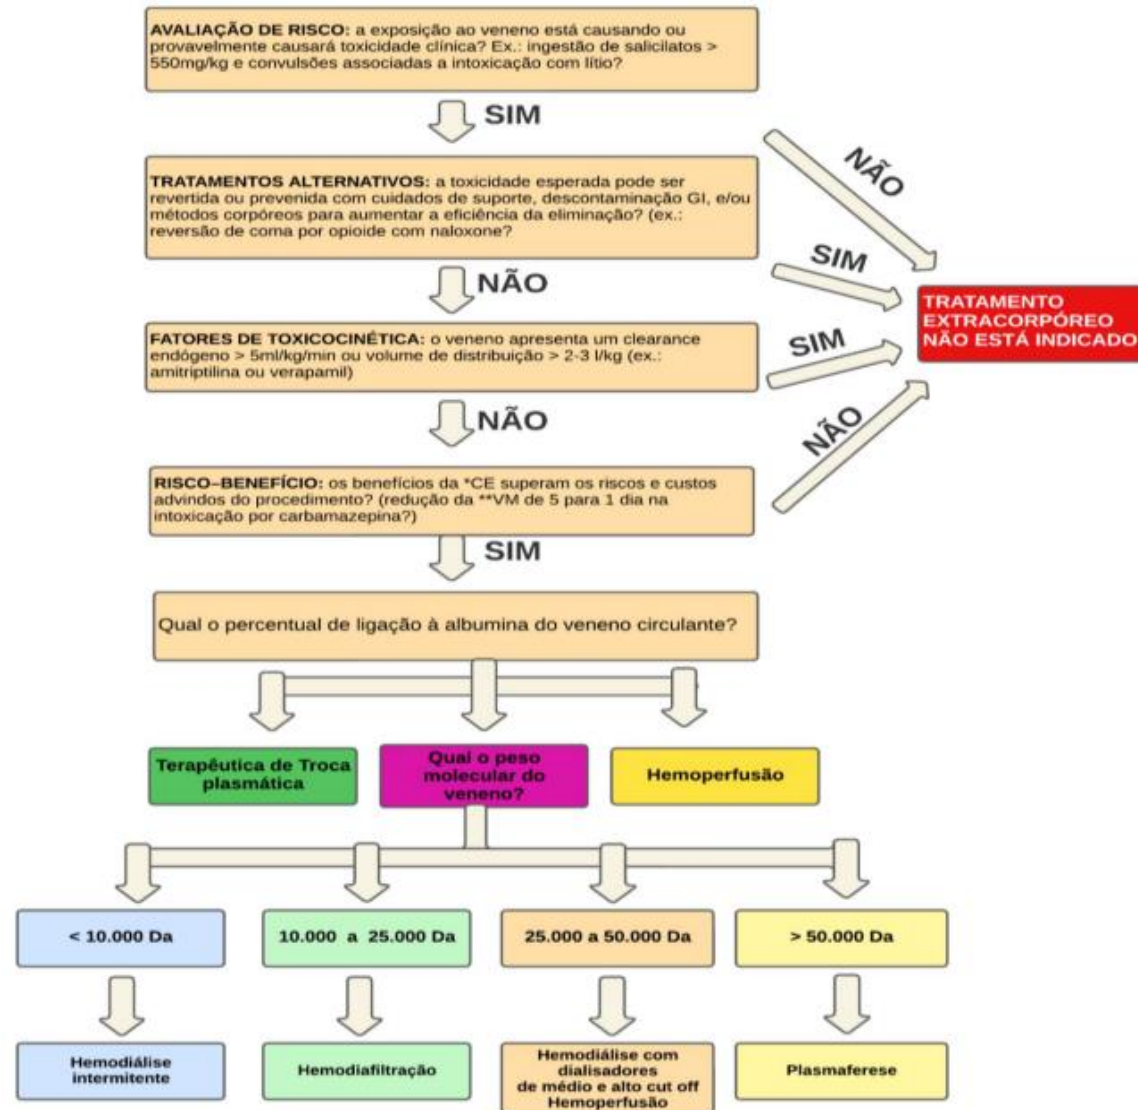 AVALIAÇÃO DE RISCO: a exposição ao veneno está causando ou
provavelmente causará toxicidade clínica? Ex.: ingestão de salicilatos >
550mg/kg e convulsões associadas a intoxicação com lítio?
SIM
NÃO
TRATAMENTOS ALTERNATIVOS: a toxicidade esperada pode ser
revertida ou prevenida com cuidados de suporte, descontaminação GI, e/ou
métodos corpóreos para aumentar a eficiência da eliminação? (ex.:
reversão de coma por opioide com naloxone?
SIM
NÃO
TRATAMENTO
EXTRACORPÓREO
NÃO ESTÁ INDICADO
FATORES DE TOXICOCINÉTICA: o veneno apresenta um clearance
endógeno > 5ml/kg/min ou volume de distribuição > 2-3 l/kg (ex.:
amitriptilina ou verapamil)
SIM
NÃO
NÃO
RISCO–BENEFÍCIO: os benefícios da *CE superam os riscos e custos
advindos do procedimento? (redução da **VM de 5 para 1 dia na
intoxicação por carbamazepina?)
SIM
Qual o percentual de ligação à albumina do veneno circulante?
Terapêutica de Troca
plasmática
Qual o peso
molecular do
veneno?
Hemoperfusão
< 10.000 Da
10.000 a 25.000 Da
25.000 a 50.000 Da
> 50.000 Da
Hemodiálise
intermitente
Hemodiafiltração
Hemodiálise com
dialisadores
de médio e alto cut off
Hemoperfusão
Plasmaferese